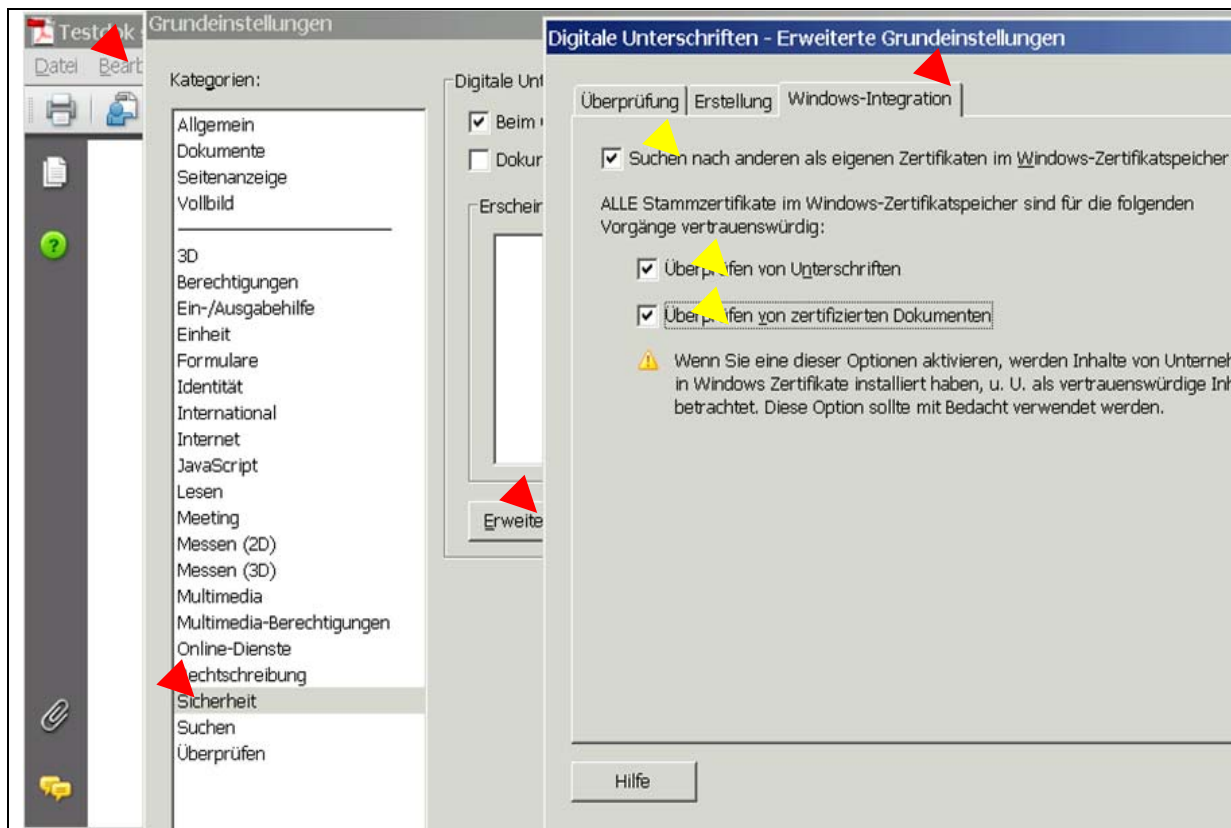 Grundeinstellungen
Digitale Unterschriften - Erweiterte Grundeinstellungen
Datei
Kategorien:
Allgemein
Dokumente
Seitenanzeige
Vollbild
3D
Berechtigungen
Ein-/Ausgabehilfe
Einheit
Formulare
Identität
International
Internet
JavaScript
Lesen
Meeting
Messen (2D)
Messen (3D)
Multimedia
Multimedia-Berechtigungen
Online-Dienste
Rechtschreibung
Sicherheit
Suchen
Überprüfen
Digitale
Beim
Überprüfung
Erstellung
Windows-Integration
Suchen nach anderen als eigenen Zertifikaten im Windows-Zertifikatspeicher
ALLE Stammzertifikate im Windows-Zertifikatspeicher sind für die folgenden
Vorgänge vertrauenswürdig:
Überprüfen von Unterschriften
Überprüfen von zertifizierten Dokumenten
Wenn Sie eine dieser Optionen aktivieren, werden Inhalte von
in Windows Zertifikate installiert haben, u. U. als vertrauenswürdige
betrachtet. Diese Option sollte mit Bedacht verwendet werden.
Hilfe